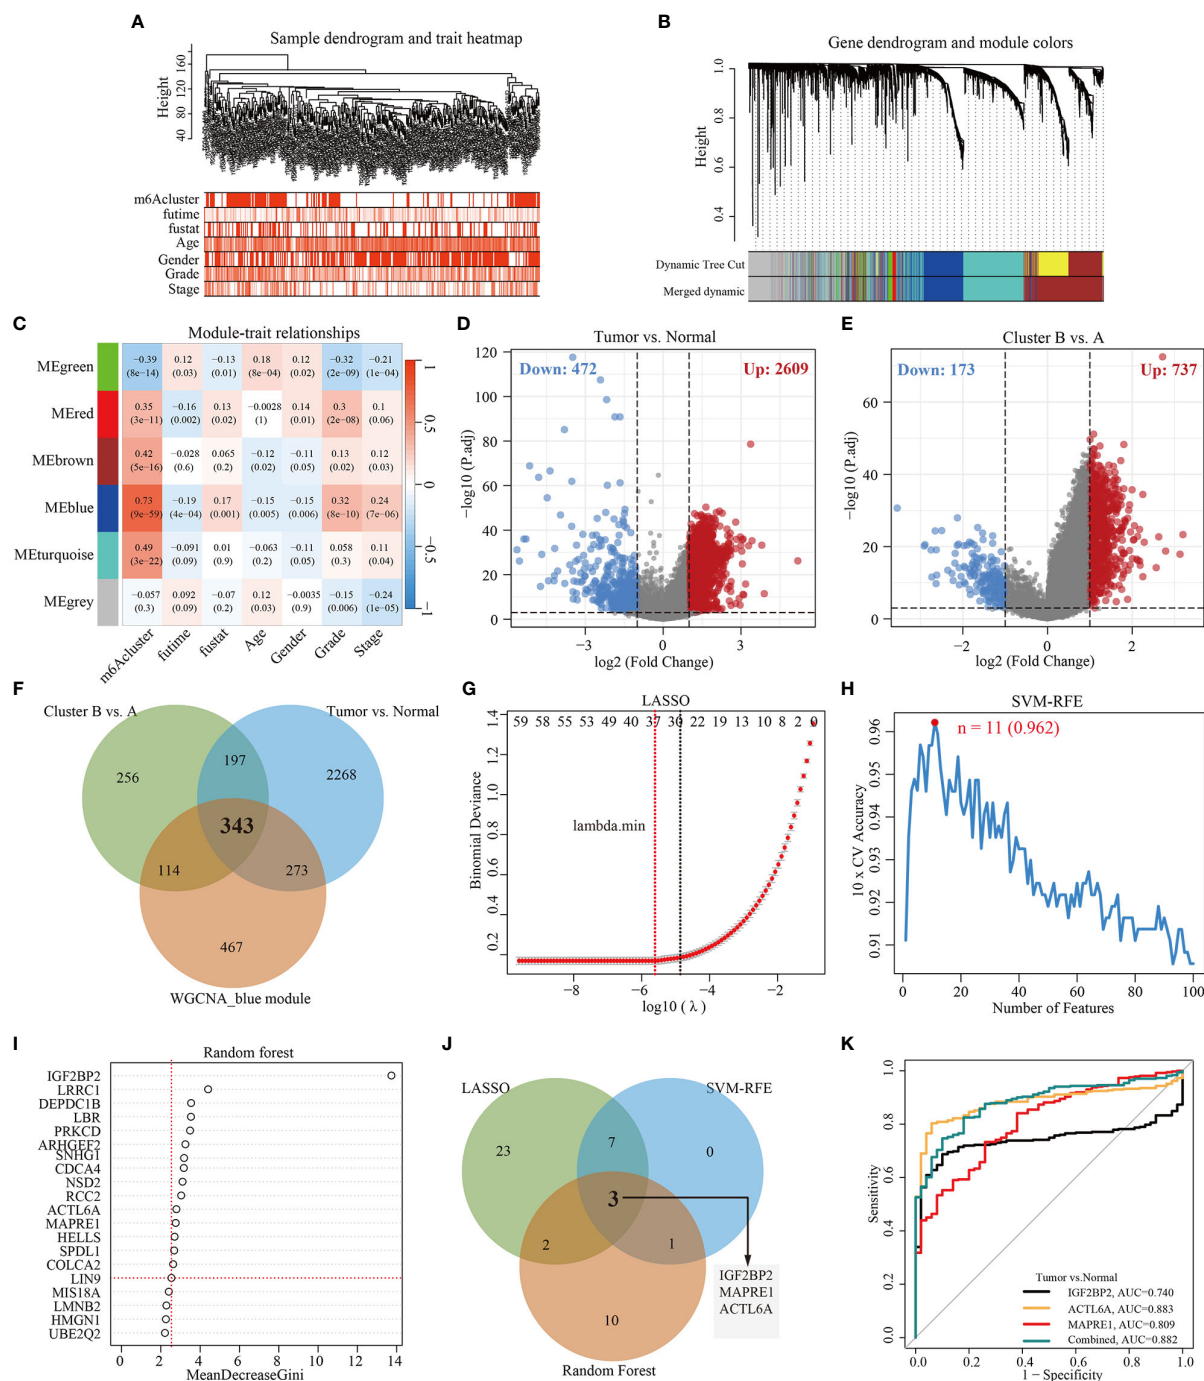 A
Sample dendrogram and trait heatmap
Height
160
120
80
40
m6Acluster
futime
fustat
Age
Gender
Grade
Stage
B
Gene dendrogram and module colors
Height
1.0
0.8
0.6
0.4
Dynamic Tree Cut
Merged dynamic
C
Module-trait relationships
MEgreen −0.39 0.12 −0.13 0.18 0.12 −0.32 −0.21
(8e−14) (0.03) (0.01) (8e−04) (0.02) (2e−09) (1e−04)
MEred 0.35 −0.16 0.13 −0.0028 0.14 0.3 0.1
(3e−11) (0.002) (0.02) (1) (0.01) (2e−08) (0.06)
MEbrown 0.42 −0.028 0.065 −0.12 −0.11 0.13 0.12
(5e−16) (0.6) (0.2) (0.02) (0.05) (0.02) (0.03)
MEblue 0.73 −0.19 0.17 −0.15 −0.15 0.32 0.24
(9e−59) (4e−04) (0.001) (0.005) (0.006) (8e−10) (7e−06)
MEturquoise 0.49 −0.091 0.01 −0.063 −0.11 0.058 0.11
(3e−22) (0.09) (0.9) (0.2) (0.05) (0.3) (0.04)
MEgrey −0.057 0.092 −0.07 0.12 −0.0035 −0.15 −0.24
(0.3) (0.09) (0.2) (0.03) (0.9) (0.006) (1e−05)
m6Acluster futime fustat Age Gender Grade Stage
1
0.5
0
−0.5
−1
D
Tumor vs. Normal
Down: 472
Up: 2609
−log10 (P.adj)
120
100
80
60
40
20
0
−3 0 3
log2 (Fold Change)
E
Cluster B vs. A
Down: 173
Up: 737
−log10 (P.adj)
60
40
20
0
−2 0 2
log2 (Fold Change)
F
Cluster B vs. A
Tumor vs. Normal
256
197
2268
343
114
273
467
WGCNA_blue module
G
LASSO
59 58 55 53 49 40 37 30 22 19 13 10 8 2 0
Binomial Deviance
1.4
1.2
1.0
0.8
0.6
0.4
0.2
lambda.min
−8 −6 −4 −2
log10 ( λ )
H
SVM-RFE
n = 11 (0.962)
10 x CV Accuracy
0.96
0.95
0.94
0.93
0.92
0.91
0 20 40 60 80 100
Number of Features
I
Random forest
IGF2BP2
LRRC1
DEPDC1B
LBR
PRKCD
ARHGEF2
SNHG1
CDCA4
NSD2
RCC2
ACTL6A
MAPRE1
HELLS
SPDL1
COLCA2
LIN9
MIS18A
LMNB2
HMGN1
UBE2Q2
0 2 4 6 8 10 12 14
MeanDecreaseGini
J
LASSO
SVM-RFE
23
7
0
3
2
1
10
IGF2BP2
MAPRE1
ACTL6A
Random Forest
K
Sensitivity
1.0
0.8
0.6
0.4
0.2
0.0
Tumor vs.Normal
IGF2BP2, AUC=0.740
ACTL6A, AUC=0.883
MAPRE1, AUC=0.809
Combined, AUC=0.882
0.0 0.2 0.4 0.6 0.8 1.0
1 − Specificity